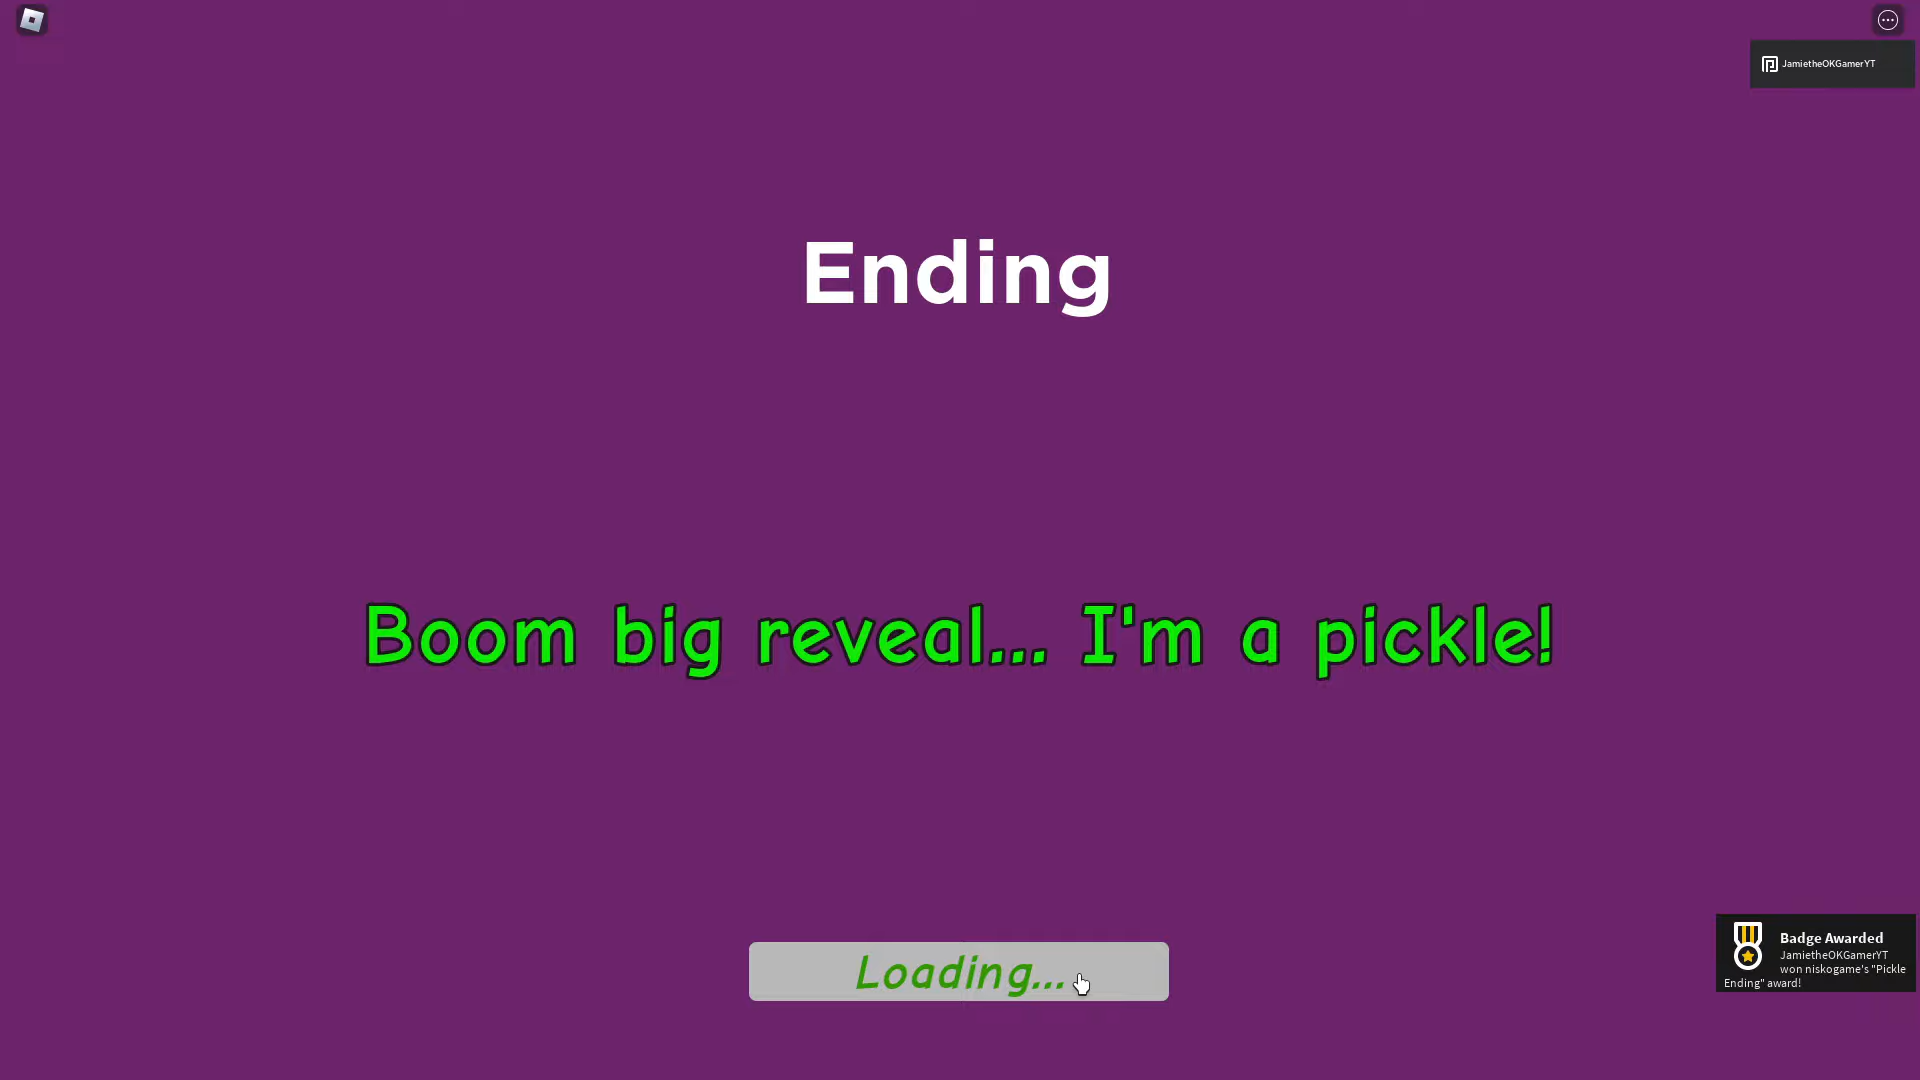 JamietheOKGamerYT
Ending
Boom big reveal... I'm a pickle!
Loading...
Badge Awarded
JamietheOKGamerYT
won niskogame's "Pickle
Ending" award!